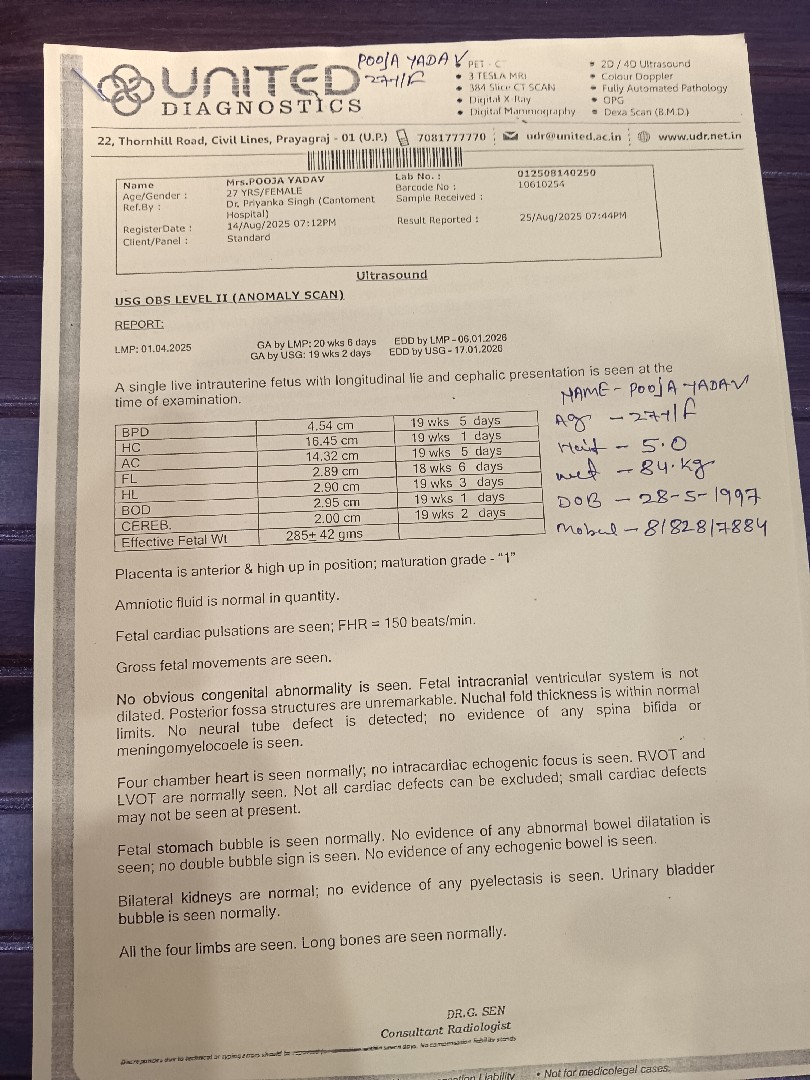 POOJA YADAV
27Y/F
UNITED
DIAGNOSTICS
• PET - C
• 3 TESLA MRI
• 384 Slice CT SCAN
• Digital X-Ray
• Digital Mammography
• 2D / 4D Ultrasound
• Colour Doppler
• Fully Automated Pathology
• OPG
• Dexa Scan (B.M.D.)
22, Thornhill Road, Civil Lines, Prayagraj - 01 (U.P.) 7081777770 udr@united.ac.in www.udr.net.in
Name Mrs.POOJA YADAV Lab No. : 012508140250
Age/Gender : 27 YRS/FEMALE Barcode No : 10610254
Ref.By : Dr. Priyanka Singh (Cantoment Hospital) Sample Received :
RegisterDate : 14/Aug/2025 07:12PM Result Reported : 25/Aug/2025 07:44PM
Client/Panel : Standard
Ultrasound
USG OBS LEVEL II (ANOMALY SCAN)
REPORT:
LMP: 01.04.2025 GA by LMP: 20 wks 6 days EDD by LMP - 06.01.2026
GA by USG: 19 wks 2 days EDD by USG - 17.01.2026
A single live intrauterine fetus with longitudinal lie and cephalic presentation is seen at the
time of examination.
BPD 4.54 cm 19 wks 5 days
HC 16.45 cm 19 wks 1 days
AC 14.32 cm 19 wks 5 days
FL 2.89 cm 18 wks 6 days
HL 2.90 cm 19 wks 3 days
BOD 2.95 cm 19 wks 1 days
CEREB. 2.00 cm 19 wks 2 days
Effective Fetal Wt 285± 42 gms
NAME - POOJA YADAV
Ag - 27Y/F
Heit - 5.0
wet - 84.kg
DOB - 28-5-1997
Mobul - 8182817884
Placenta is anterior & high up in position; maturation grade - "1"
Amniotic fluid is normal in quantity.
Fetal cardiac pulsations are seen; FHR = 150 beats/min.
Gross fetal movements are seen.
No obvious congenital abnormality is seen. Fetal intracranial ventricular system is not
dilated. Posterior fossa structures are unremarkable. Nuchal fold thickness is within normal
limits. No neural tube defect is detected; no evidence of any spina bifida or
meningomyelocoele is seen.
Four chamber heart is seen normally; no intracardiac echogenic focus is seen. RVOT and
LVOT are normally seen. Not all cardiac defects can be excluded; small cardiac defects
may not be seen at present.
Fetal stomach bubble is seen normally. No evidence of any abnormal bowel dilatation is
seen; no double bubble sign is seen. No evidence of any echogenic bowel is seen.
Bilateral kidneys are normal; no evidence of any pyelectasis is seen. Urinary bladder
bubble is seen normally.
All the four limbs are seen. Long bones are seen normally.
DR.G. SEN
Consultant Radiologist
Liability • Not for medicolegal cases.